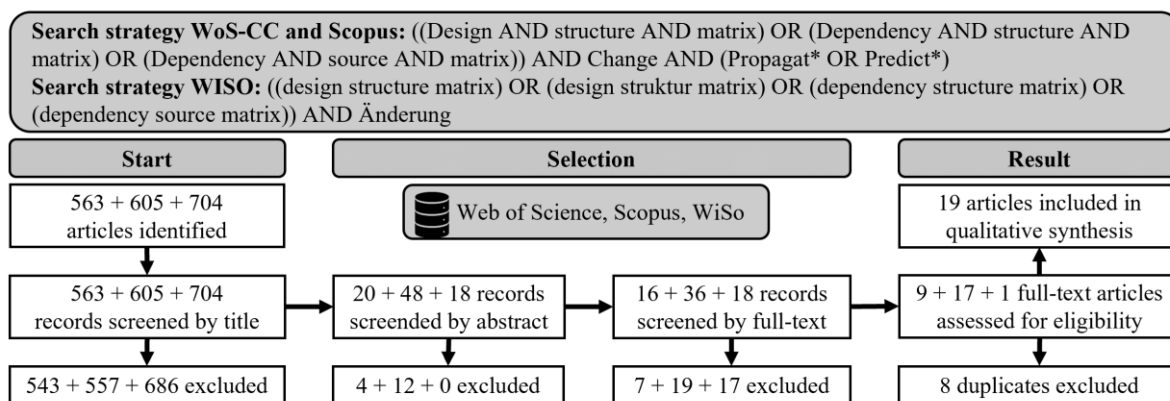 Search strategy WoS-CC and Scopus: ((Design AND structure AND matrix) OR (Dependency AND structure AND
matrix) OR (Dependency AND source AND matrix)) AND Change AND (Propagat* OR Predict*)
Search strategy WISO: ((design structure matrix) OR (design struktur matrix) OR (dependency structure matrix) OR
(dependency source matrix)) AND Änderung
Start
Selection
Result
563 + 605 + 704
articles identified
Web of Science, Scopus, WiSo
19 articles included in
qualitative synthesis
563 + 605 + 704
records screened by title
20 + 48 + 18 records
screended by abstract
16 + 36 + 18 records
screened by full-text
9 + 17 + 1 full-text articles
assessed for eligibility
543 + 557 + 686 excluded
4 + 12 + 0 excluded
7 + 19 + 17 excluded
8 duplicates excluded